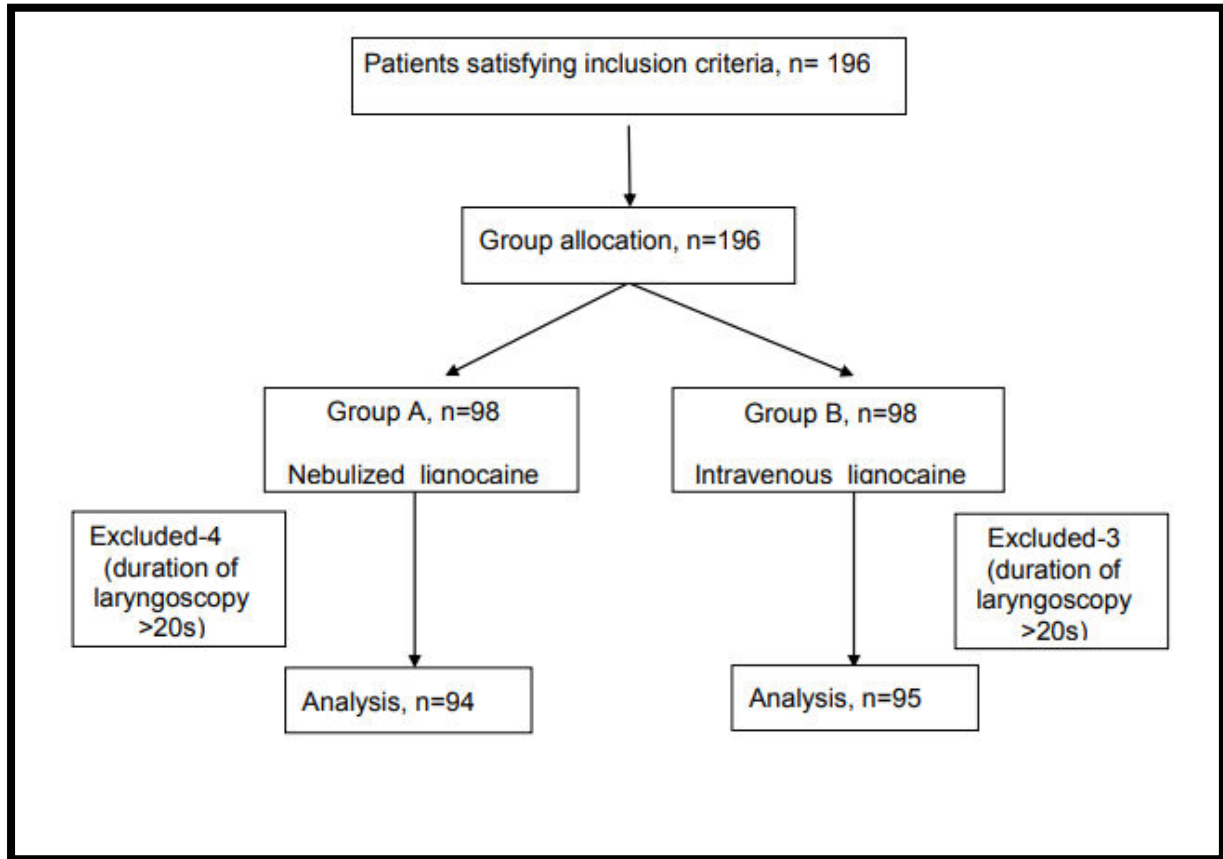 Patients satisfying inclusion criteria, n= 196
Group allocation, n=196
Group A, n=98
Nebulized lignocaine
Group B, n=98
Intravenous lignocaine
Excluded-4
(duration of
laryngoscopy
>20s)
Excluded-3
(duration of
laryngoscopy
>20s)
Analysis, n=94
Analysis, n=95